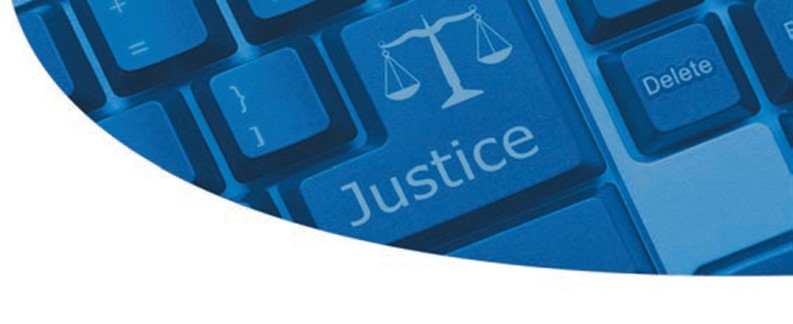 +
=
}
]
Delete
Justice